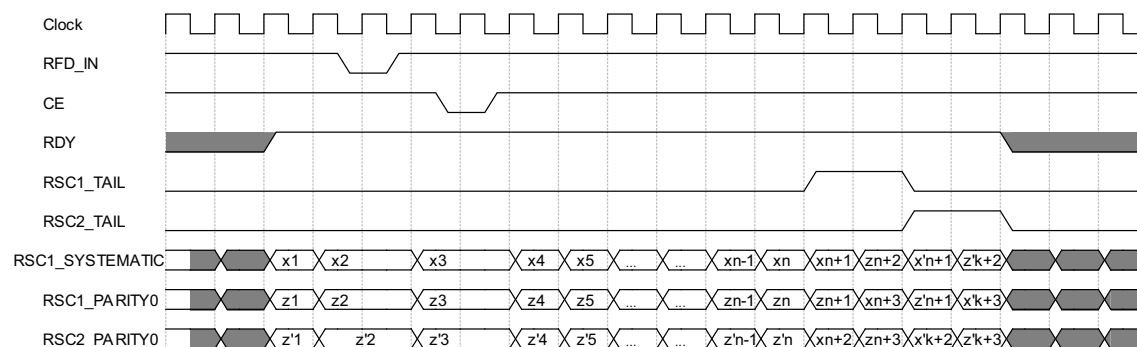 Clock
RFD_IN
CE
RDY
RSC1_TAIL
RSC2_TAIL
RSC1_SYSTEMATIC x1 x2 x3 x4 x5 ... ... xn-1 xn xn+1 zn+2 x'n+1 z'k+2
RSC1_PARITY0 z1 z2 z3 z4 z5 ... ... zn-1 zn zn+1 xn+3 z'n+1 x'k+3
RSC2_PARITY0 z'1 z'2 z'3 z'4 z'5 ... ... z'n-1 z'n xn+2 zn+3 x'k+2 z'k+3